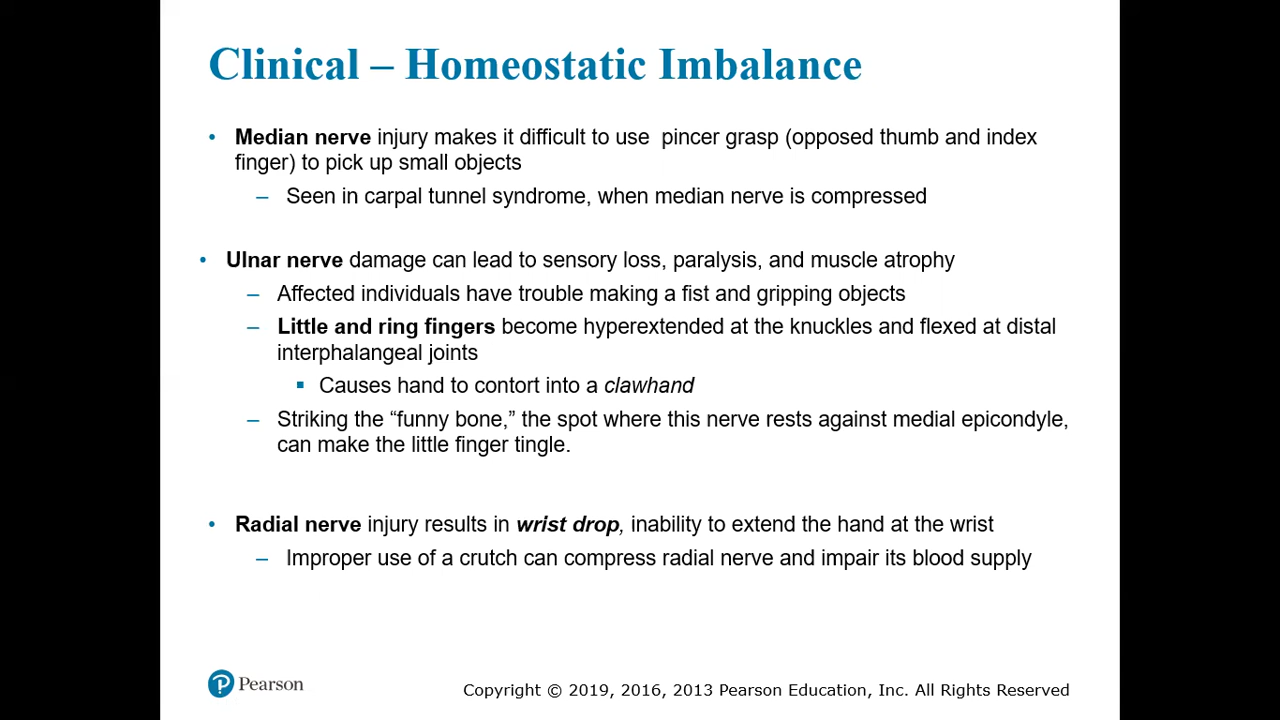 Clinical – Homeostatic Imbalance
• Median nerve injury makes it difficult to use  pincer grasp (opposed thumb and index
finger) to pick up small objects
– Seen in carpal tunnel syndrome, when median nerve is compressed
• Ulnar nerve damage can lead to sensory loss, paralysis, and muscle atrophy
– Affected individuals have trouble making a fist and gripping objects
– Little and ring fingers become hyperextended at the knuckles and flexed at distal
interphalangeal joints
▪ Causes hand to contort into a clawhand
– Striking the “funny bone,” the spot where this nerve rests against medial epicondyle,
can make the little finger tingle.
• Radial nerve injury results in wrist drop, inability to extend the hand at the wrist
– Improper use of a crutch can compress radial nerve and impair its blood supply
Pearson
Copyright © 2019, 2016, 2013 Pearson Education, Inc. All Rights Reserved